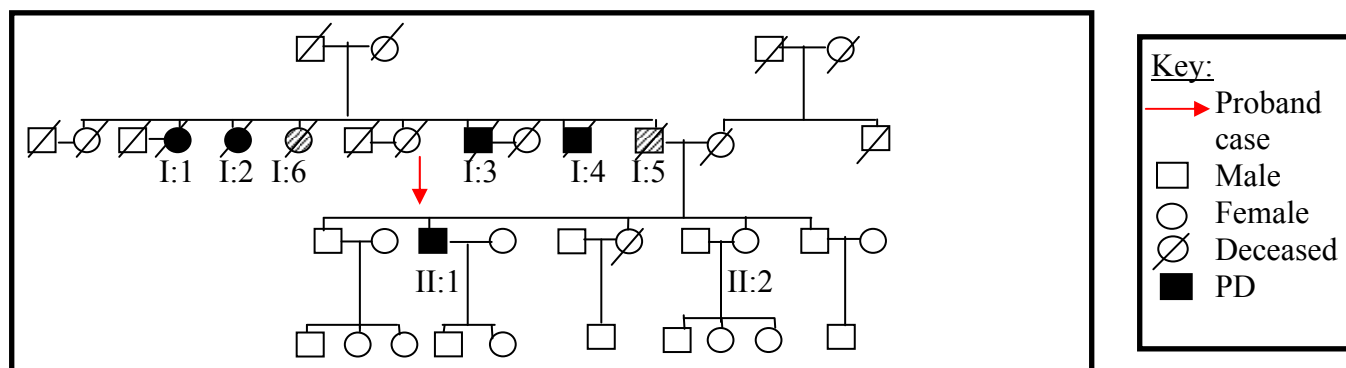 I:1 I:2 I:6 I:3 I:4 I:5
II:1 II:2
Key:
Proband
case
Male
Female
Deceased
PD